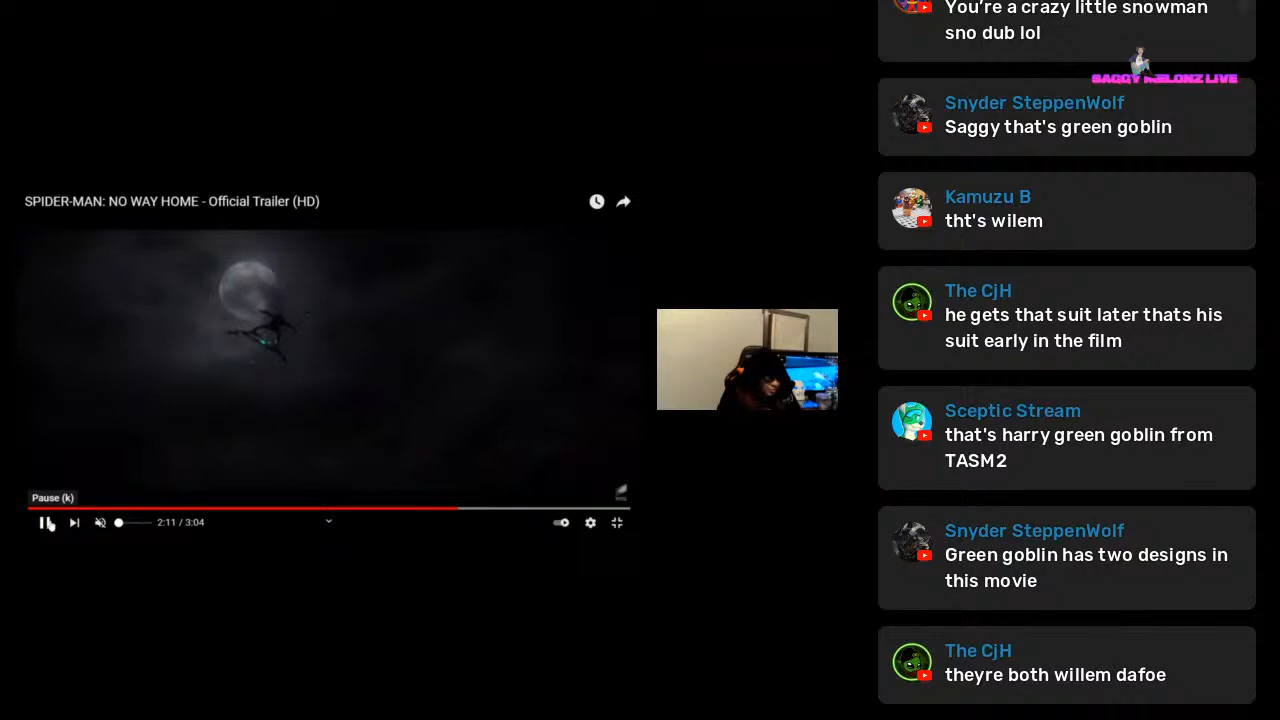 You're a crazy little snowman
sno dub lol
SAGGY MELONZ LIVE
Snyder SteppenWolf
Saggy that's green goblin
SPIDER-MAN: NO WAY HOME - Official Trailer (HD)
Kamuzu B
tht's wilem
The CjH
he gets that suit later thats his
suit early in the film
Sceptic Stream
that's harry green goblin from
TASM2
Pause (k)
2:11 / 3:04
Snyder SteppenWolf
Green goblin has two designs in
this movie
The CjH
theyre both willem dafoe